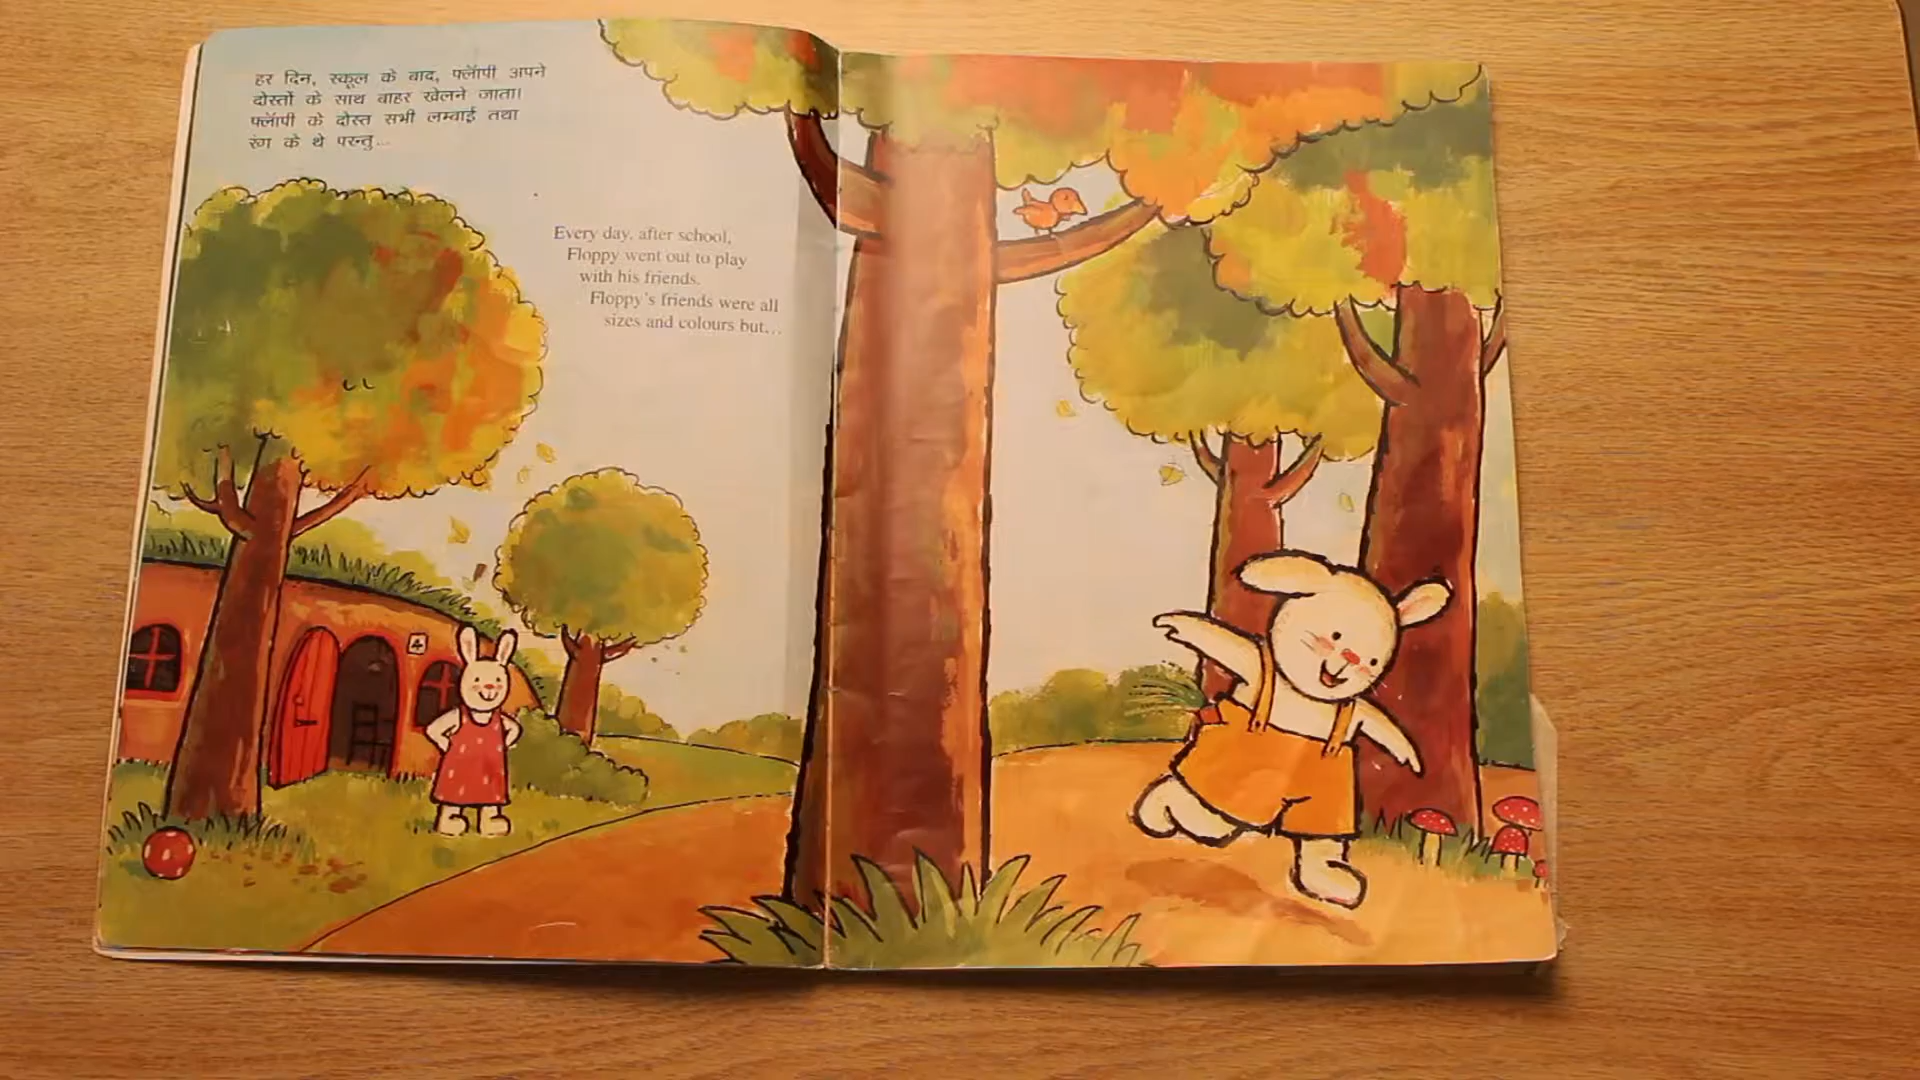 हर दिन, स्कूल के बाद, फ्लॉपी अपने
दोस्तों के साथ बाहर खेलने जाता।
फ्लॉपी के दोस्त सभी लम्बाई तथा
रंग के थे परन्तु...
Every day, after school,
Floppy went out to play
with his friends.
Floppy's friends were all
sizes and colours but...
4